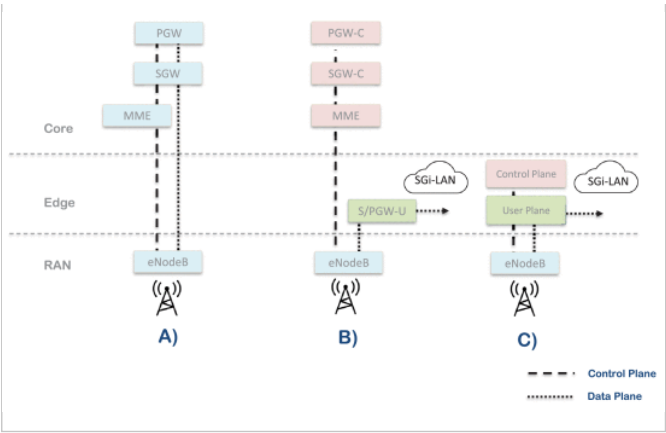 PGW
PGW-C
SGW
SGW-C
MME
MME
Core
SGi-LAN
Control Plane
SGi-LAN
Edge
S/PGW-U
User Plane
RAN
eNodeB
eNodeB
eNodeB
A)
B)
C)
Control Plane
Data Plane